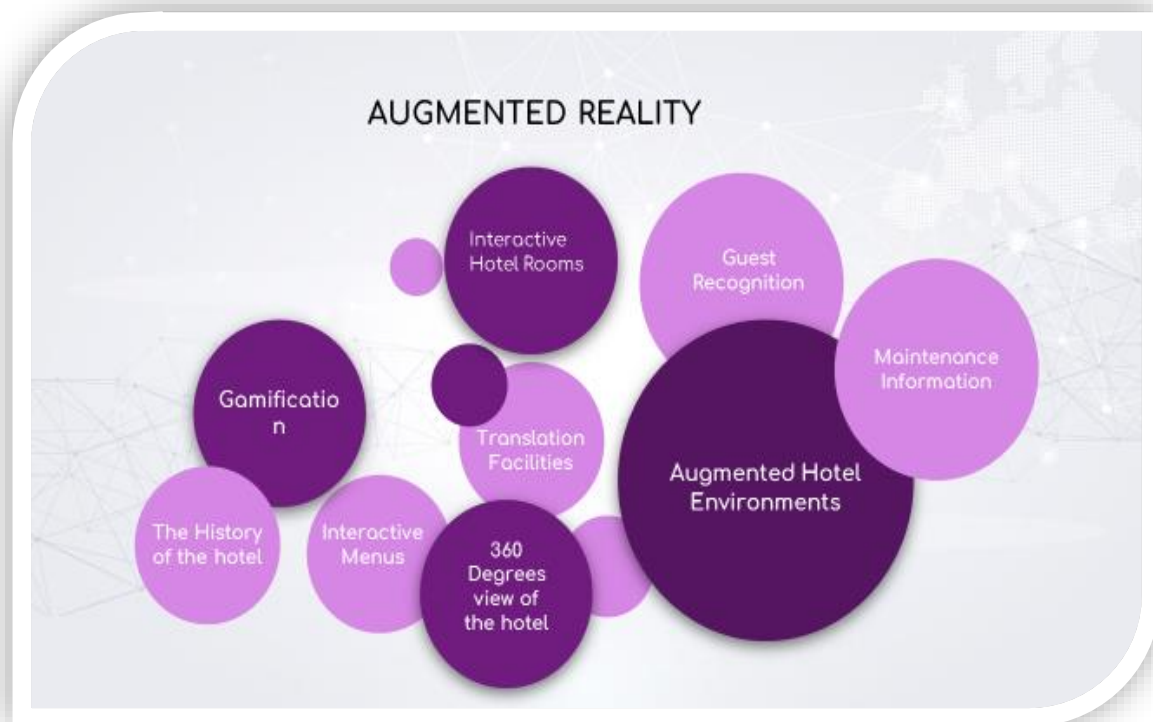 AUGMENTED REALITY
Interactive
Hotel Rooms
Guest
Recognition
Maintenance
Information
Gamificatio
n
Translation
Facilities
Augmented Hotel
Environments
The History
of the hotel
Interactive
Menus
360
Degrees
view of
the hotel